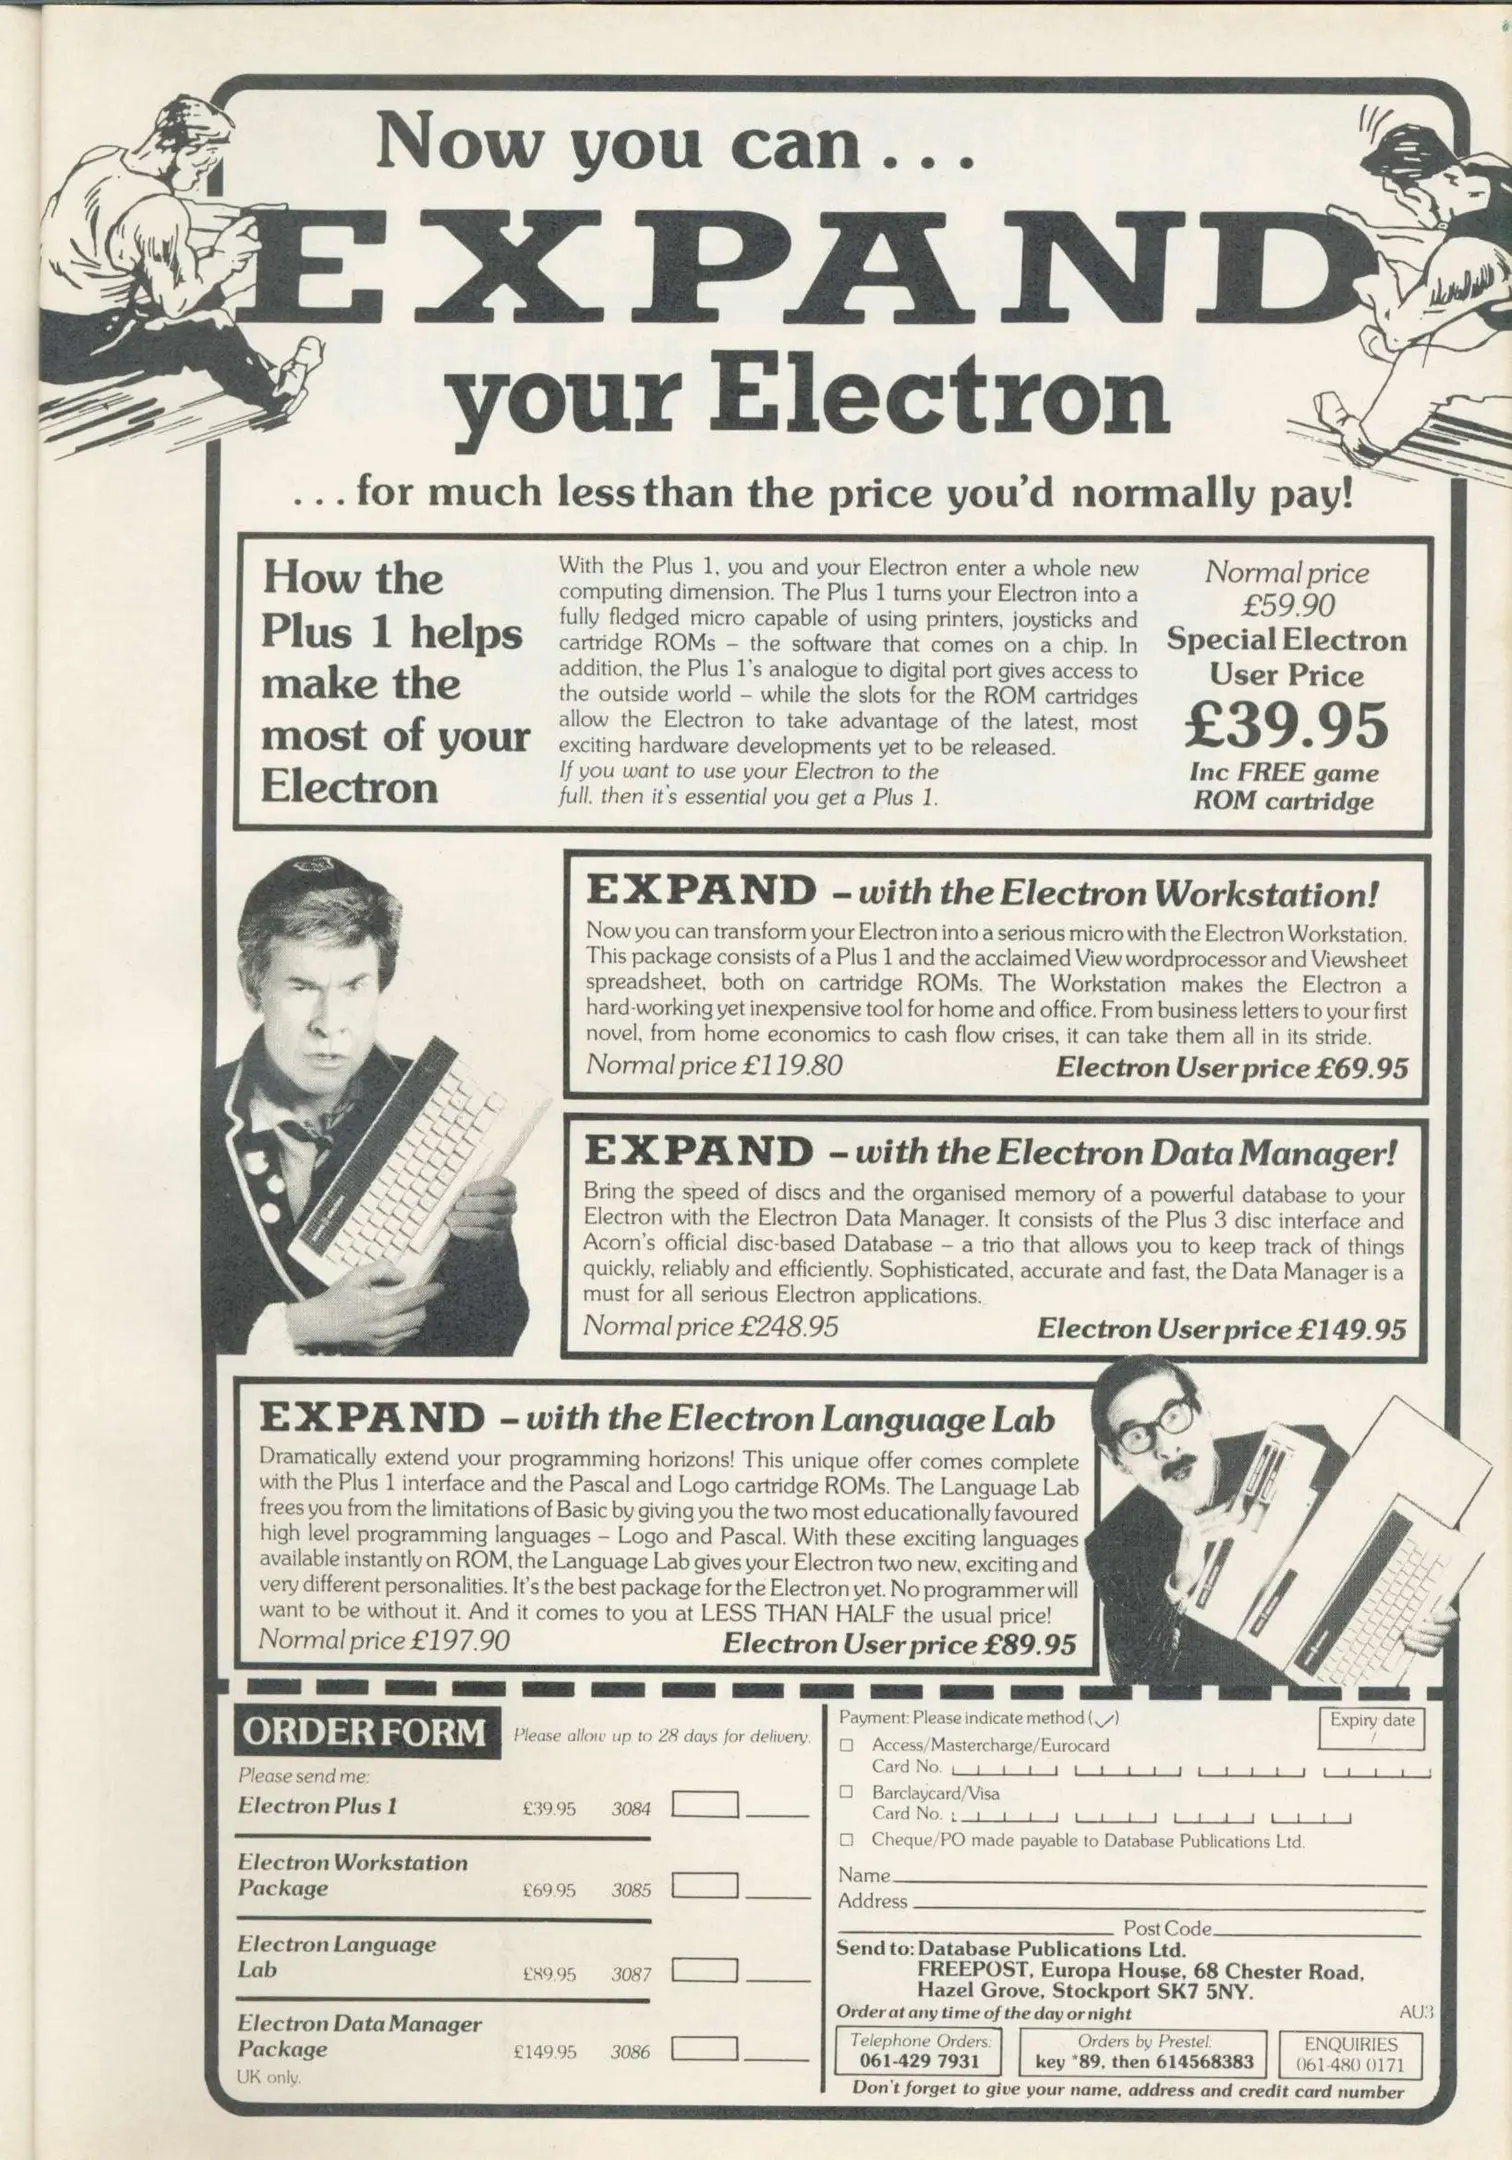 Now you can . . .
EXPAND
your Electron
. . . for much less than the price you'd normally pay!
How the
Plus 1 helps
make the
most of your
Electron
With the Plus 1, you and your Electron enter a whole new
computing dimension. The Plus 1 turns your Electron into a
fully fledged micro capable of using printers, joysticks and
cartridge ROMs – the software that comes on a chip. In
addition, the Plus 1's analogue to digital port gives access to
the outside world – while the slots for the ROM cartridges
allow the Electron to take advantage of the latest, most
exciting hardware developments yet to be released.
If you want to use your Electron to the
full, then it's essential you get a Plus 1.
Normal price
£59.90
Special Electron
User Price
£39.95
Inc FREE game
ROM cartridge
EXPAND – with the Electron Workstation!
Now you can transform your Electron into a serious micro with the Electron Workstation.
This package consists of a Plus 1 and the acclaimed View wordprocessor and Viewsheet
spreadsheet, both on cartridge ROMs. The Workstation makes the Electron a
hard-working yet inexpensive tool for home and office. From business letters to your first
novel, from home economics to cash flow crises, it can take them all in its stride.
Normal price £119.80 Electron User price £69.95
EXPAND – with the Electron Data Manager!
Bring the speed of discs and the organised memory of a powerful database to your
Electron with the Electron Data Manager. It consists of the Plus 3 disc interface and
Acorn's official disc-based Database – a trio that allows you to keep track of things
quickly, reliably and efficiently. Sophisticated, accurate and fast, the Data Manager is a
must for all serious Electron applications.
Normal price £248.95 Electron User price £149.95
EXPAND – with the Electron Language Lab
Dramatically extend your programming horizons! This unique offer comes complete
with the Plus 1 interface and the Pascal and Logo cartridge ROMs. The Language Lab
frees you from the limitations of Basic by giving you the two most educationally favoured
high level programming languages – Logo and Pascal. With these exciting languages
available instantly on ROM, the Language Lab gives your Electron two new, exciting and
very different personalities. It's the best package for the Electron yet. No programmer will
want to be without it. And it comes to you at LESS THAN HALF the usual price!
Normal price £197.90 Electron User price £89.95
ORDER FORM Please allow up to 28 days for delivery.
Please send me:
Electron Plus 1 £39.95 3084
Electron Workstation
Package £69.95 3085
Electron Language
Lab £89.95 3087
Electron Data Manager
Package £149.95 3086
UK only.
Payment: Please indicate method (✓)
Expiry date
/
Access/Mastercharge/Eurocard
Card No.
Barclaycard/Visa
Card No.
Cheque/PO made payable to Database Publications Ltd.
Name
Address
Post Code
Send to: Database Publications Ltd.
FREEPOST, Europa House, 68 Chester Road,
Hazel Grove, Stockport SK7 5NY.
Order at any time of the day or night AU3
Telephone Orders:
061-429 7931
Orders by Prestel:
key *89, then 614568383
ENQUIRIES
061-480 0171
Don't forget to give your name, address and credit card number